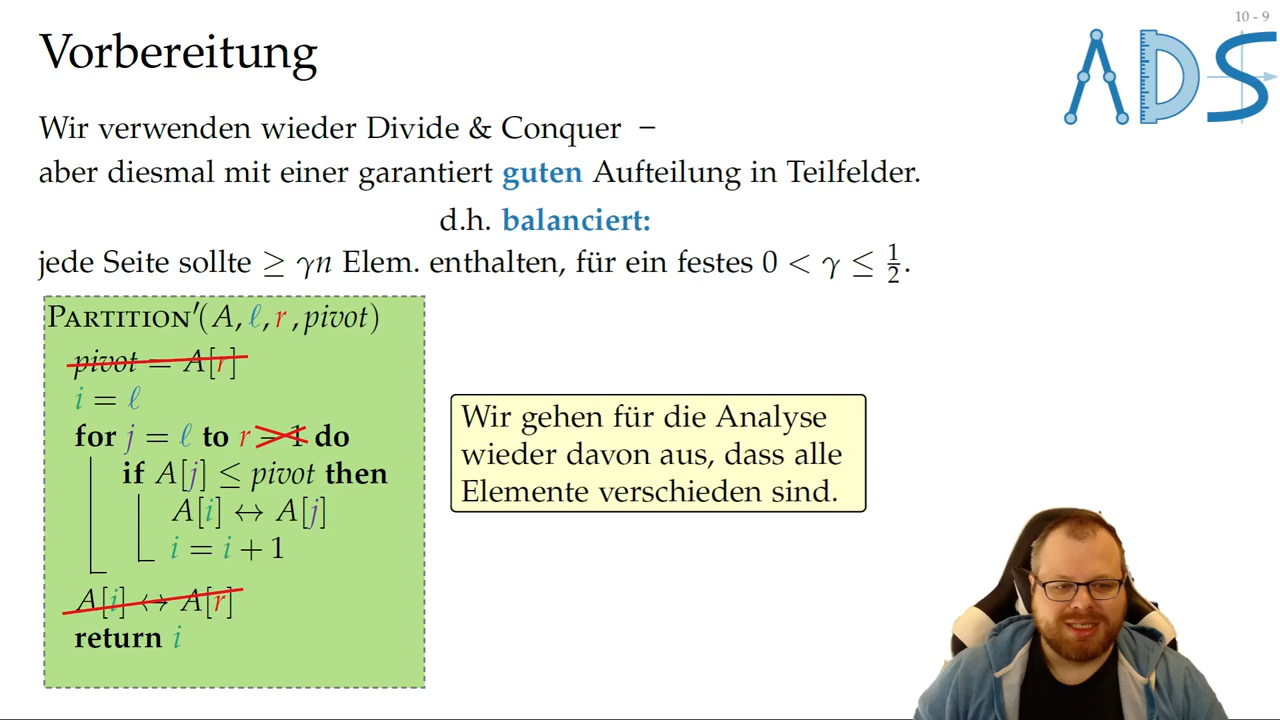 10 - 9
Vorbereitung
ADS
Wir verwenden wieder Divide & Conquer –
aber diesmal mit einer garantiert guten Aufteilung in Teilfelder.
d.h. balanciert:
jede Seite sollte ≥ γn Elem. enthalten, für ein festes 0 < γ ≤ 1/2.
PARTITION′(A, ℓ, r, pivot)
pivot = A[r]
i = ℓ
for j = ℓ to r − 1 do
if A[j] ≤ pivot then
A[i] ↔ A[j]
i = i + 1
A[i] ↔ A[r]
return i
Wir gehen für die Analyse
wieder davon aus, dass alle
Elemente verschieden sind.